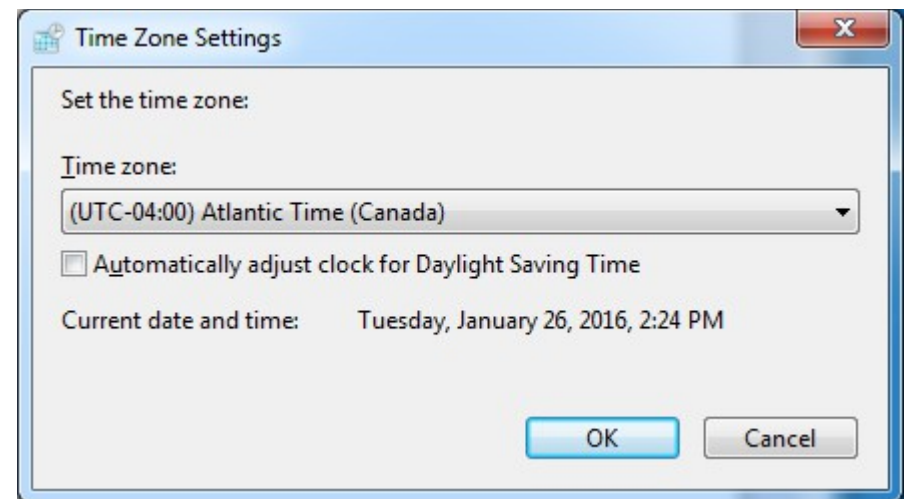 Time Zone Settings
Set the time zone:
Time zone:
(UTC-04:00) Atlantic Time (Canada)
Automatically adjust clock for Daylight Saving Time
Current date and time: Tuesday, January 26, 2016, 2:24 PM
OK Cancel